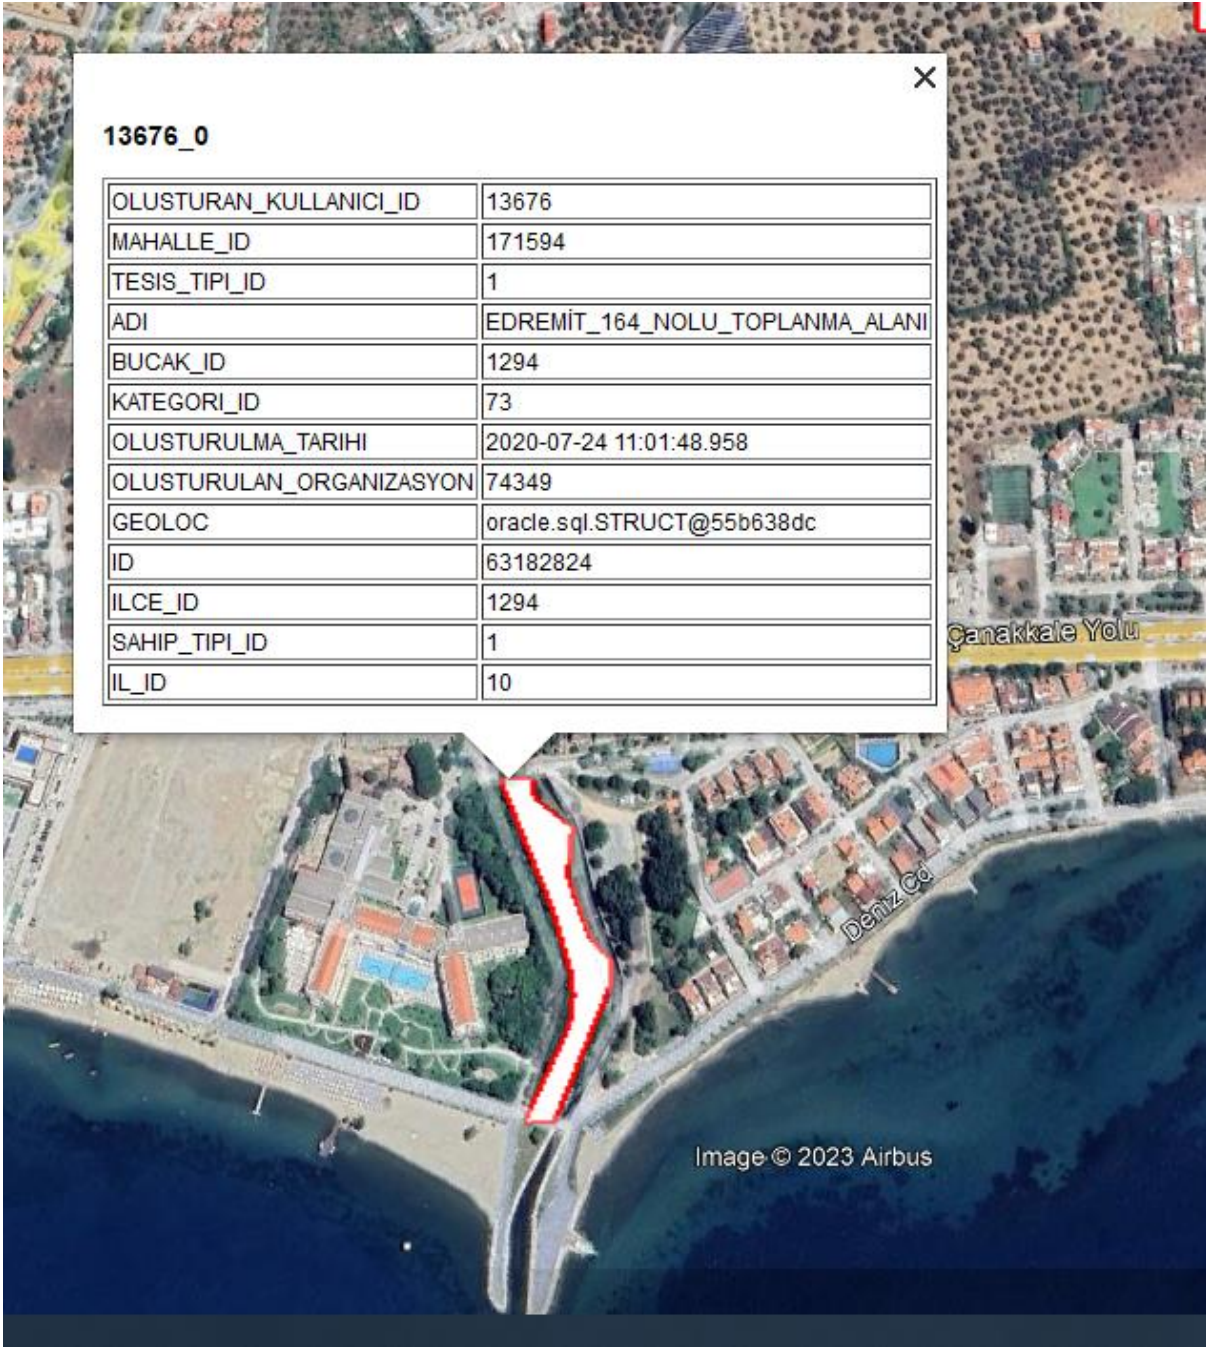 13676_0
OLUSTURAN_KULLANICI_ID 13676
MAHALLE_ID 171594
TESIS_TIPI_ID 1
ADI EDREMİT_164_NOLU_TOPLANMA_ALANI
BUCAK_ID 1294
KATEGORI_ID 73
OLUSTURULMA_TARIHI 2020-07-24 11:01:48.958
OLUSTURULAN_ORGANIZASYON 74349
GEOLOC oracle.sql.STRUCT@55b638dc
ID 63182824
ILCE_ID 1294
SAHIP_TIPI_ID 1
IL_ID 10
Çanakkale Yolu
Deniz Cd
Image © 2023 Airbus